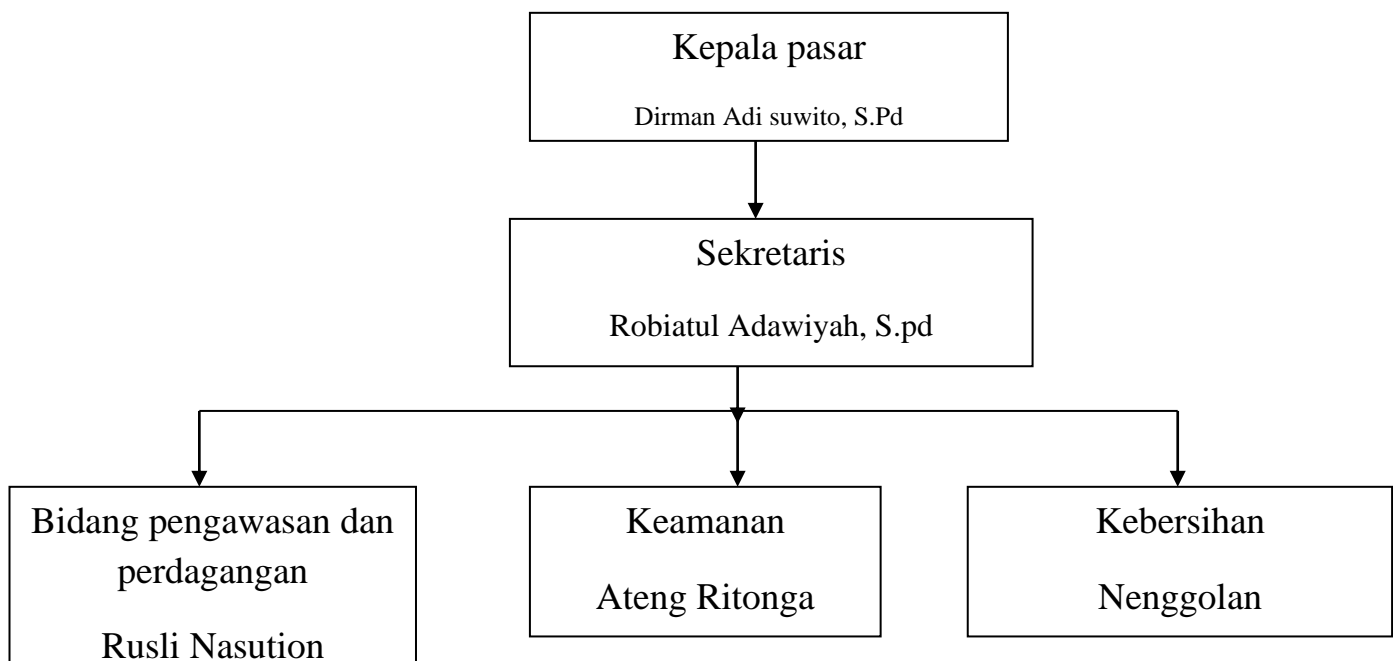 Kepala pasar
Dirman Adi suwito, S.Pd
Sekretaris
Robiatul Adawiyah, S.pd
Bidang pengawasan dan
perdagangan
Rusli Nasution
Keamanan
Ateng Ritonga
Kebersihan
Nenggolan